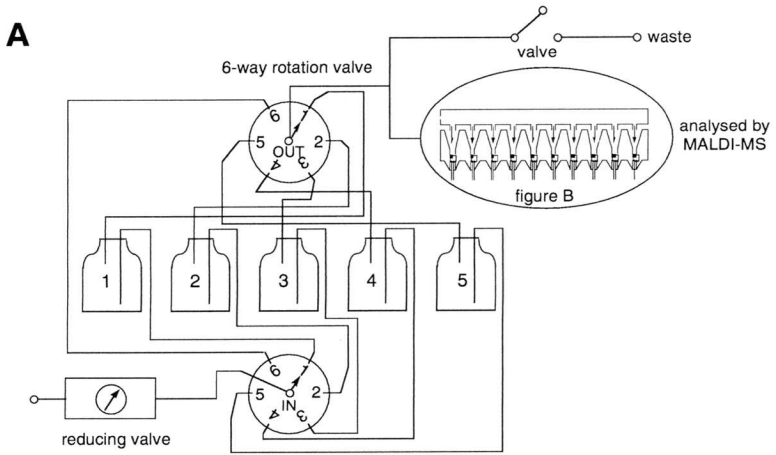 A
6-way rotation valve
valve
waste
6 1
5 2
OUT
4 3
analysed by
MALDI-MS
figure B
1 2 3 4 5
6 1
5 2
IN
4 3
reducing valve